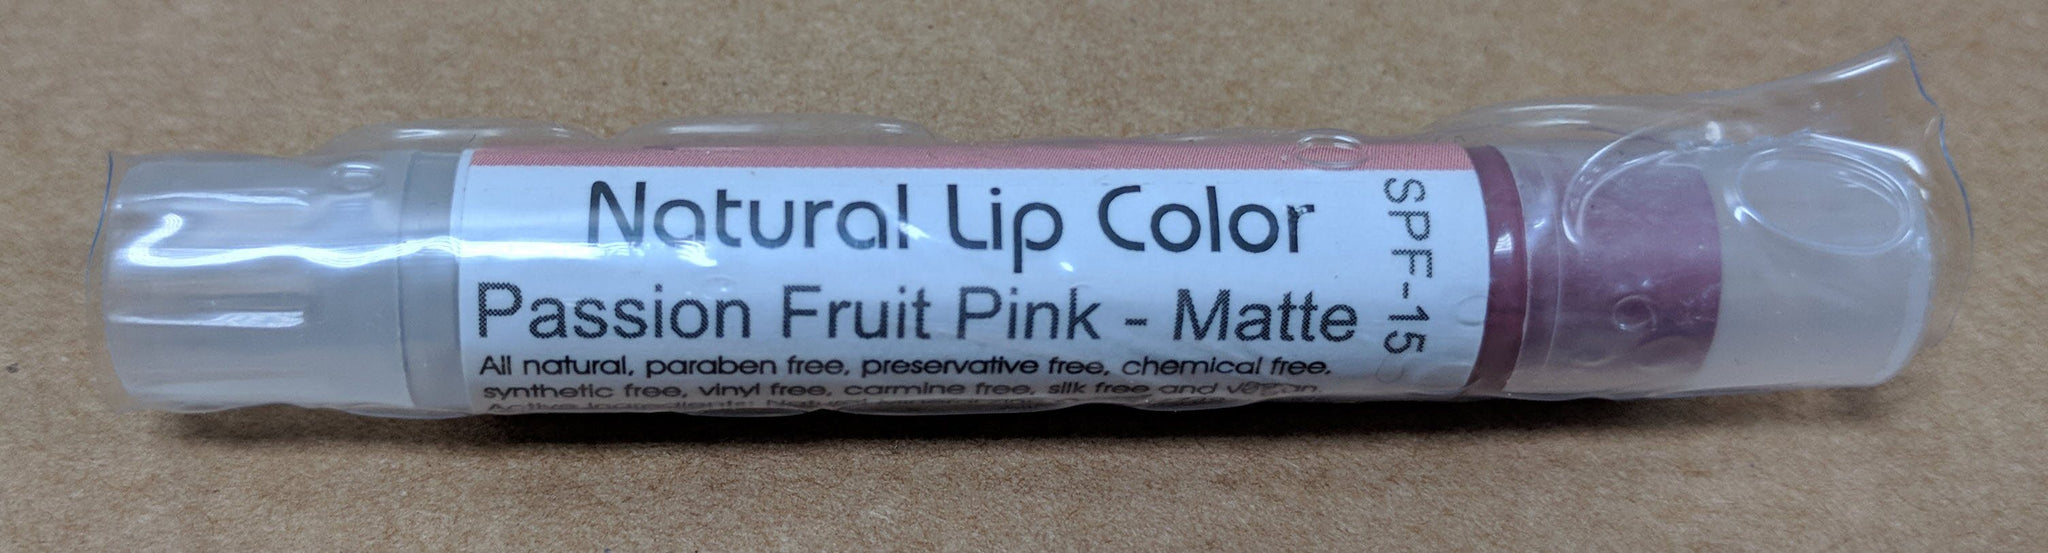 Natural Lip Color
Passion Fruit Pink - Matte
SPF-15
All natural, paraben free, preservative free, chemical free,
synthetic free, vinyl free, carmine free, silk free and vegan